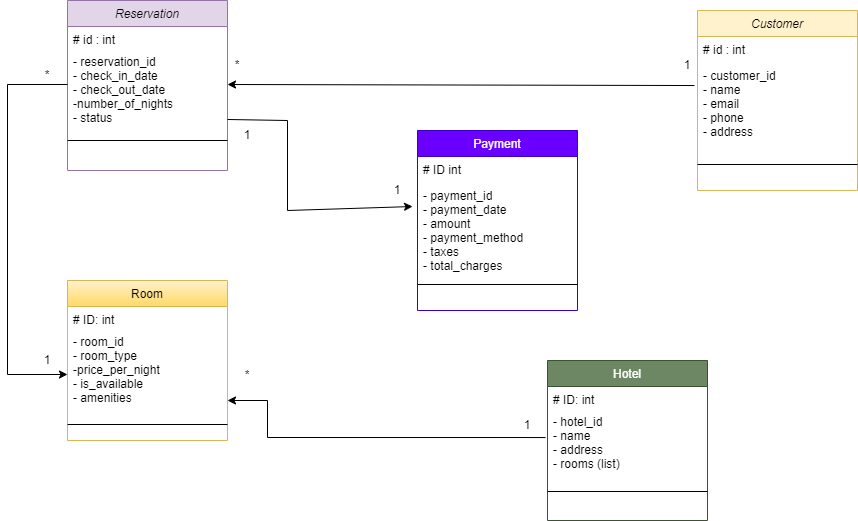 Reservation
# id : int
- reservation_id
- check_in_date
- check_out_date
-number_of_nights
- status
Customer
# id : int
- customer_id
- name
- email
- phone
- address
*
*
1
1
Payment
# ID int
- payment_id
- payment_date
- amount
- payment_method
- taxes
- total_charges
1
Room
# ID: int
- room_id
- room_type
-price_per_night
- is_available
- amenities
1
*
Hotel
# ID: int
- hotel_id
- name
- address
- rooms (list)
1